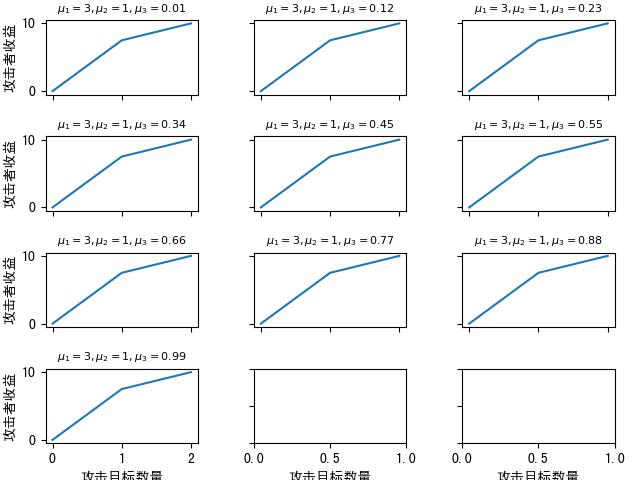 μ₁ = 3, μ₂ = 1, μ₃ = 0.01
μ₁ = 3, μ₂ = 1, μ₃ = 0.12
μ₁ = 3, μ₂ = 1, μ₃ = 0.23
10
0
攻击者收益
μ₁ = 3, μ₂ = 1, μ₃ = 0.34
μ₁ = 3, μ₂ = 1, μ₃ = 0.45
μ₁ = 3, μ₂ = 1, μ₃ = 0.55
10
0
攻击者收益
μ₁ = 3, μ₂ = 1, μ₃ = 0.66
μ₁ = 3, μ₂ = 1, μ₃ = 0.77
μ₁ = 3, μ₂ = 1, μ₃ = 0.88
10
0
攻击者收益
μ₁ = 3, μ₂ = 1, μ₃ = 0.99
10
0
攻击者收益
0 1 2
0.0 0.5 1.0
0.0 0.5 1.0
攻击目标数量
攻击目标数量
攻击目标数量